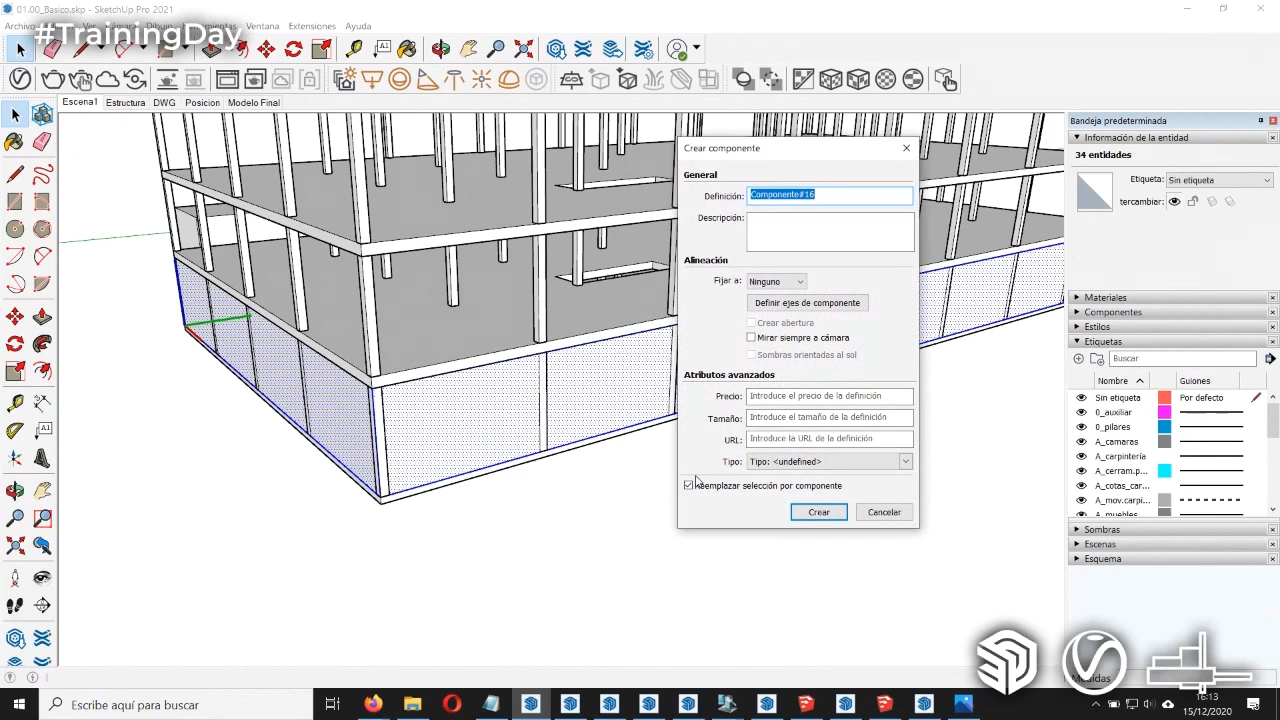 01.00_Basico.skp - SketchUp Pro 2021
#TrainingDay
Archivo
Ventana
Extensiones
Ayuda
Escena1
Estructura
DWG
Posicion
Modelo Final
Crear componente
General
Definición:
Componente#16
Descripción:
Alineación
Fijar a:
Ninguno
Definir ejes de componente
Crear abertura
Mirar siempre a cámara
Sombras orientadas al sol
Atributos avanzados
Precio:
Introduce el precio de la definición
Tamaño:
Introduce el tamaño de la definición
URL:
Introduce la URL de la definición
Tipo:
Tipo: <undefined>
Reemplazar selección por componente
Crear
Cancelar
Bandeja predeterminada
Información de la entidad
34 entidades
Etiqueta:
Sin etiqueta
tercambiar:
Materiales
Componentes
Estilos
Etiquetas
Buscar
Nombre
Guiones
Sin etiqueta
Por defecto
0_auxiliar
0_pilares
A_camaras
A_carpintería
A_cerram.p...
A_cotas_car...
A_mov.carpi...
A_muebles
Sombras
Escenas
Esquema
Medidas
Escribe aquí para buscar
16:13
15/12/2020